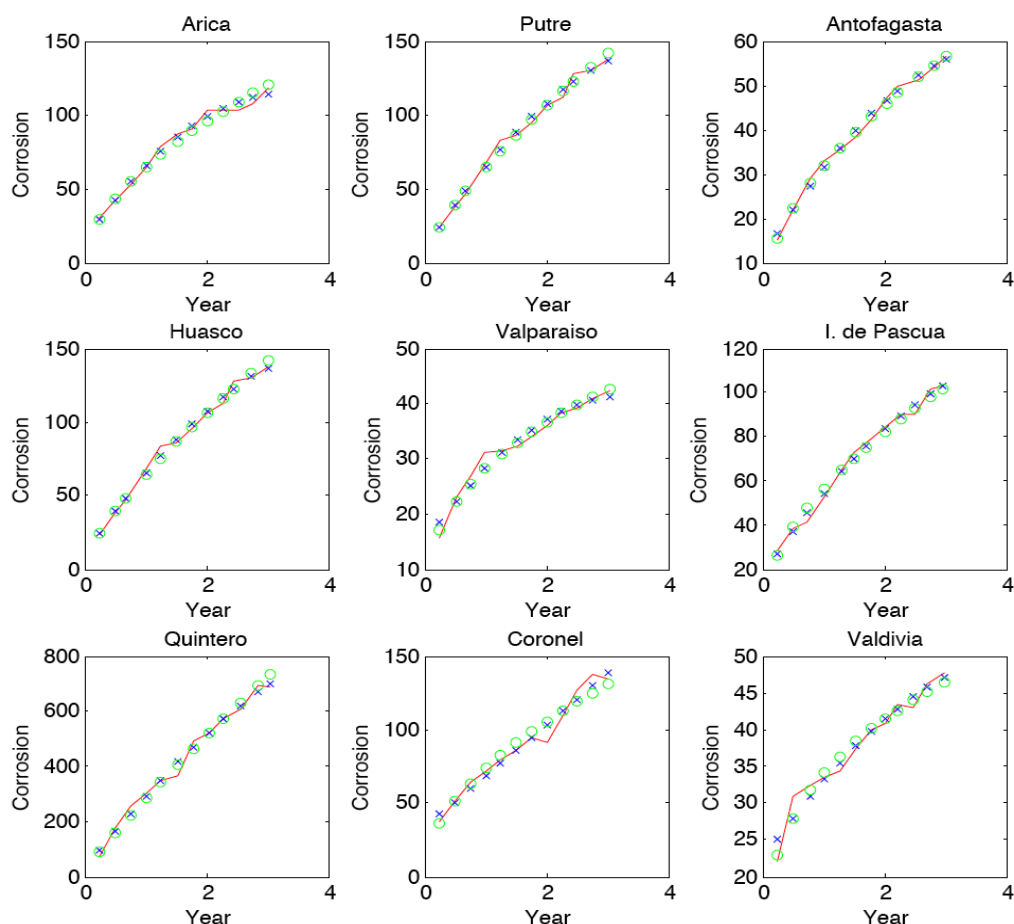 Arica
Putre
Antofagasta
150
100
50
0
Corrosion
0 2 4
Year
150
100
50
0
Corrosion
0 2 4
Year
60
50
40
30
20
10
Corrosion
0 2 4
Year
Huasco
Valparaiso
I. de Pascua
150
100
50
0
Corrosion
0 2 4
Year
50
40
30
20
10
Corrosion
0 2 4
Year
120
100
80
60
40
20
Corrosion
0 2 4
Year
Quintero
Coronel
Valdivia
800
600
400
200
0
Corrosion
0 2 4
Year
150
100
50
0
Corrosion
0 2 4
Year
50
45
40
35
30
25
20
Corrosion
0 2 4
Year